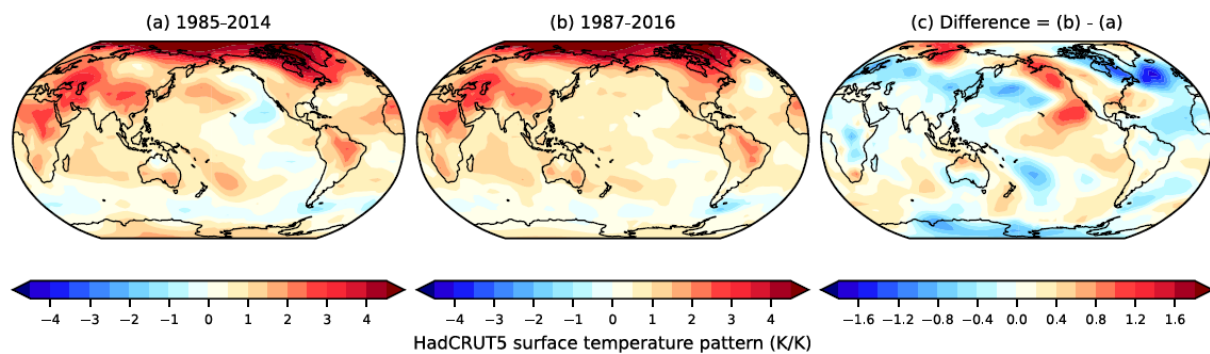 (a) 1985-2014
(b) 1987-2016
(c) Difference = (b) - (a)
−4 −3 −2 −1 0 1 2 3 4
−4 −3 −2 −1 0 1 2 3 4
−1.6 −1.2 −0.8 −0.4 0.0 0.4 0.8 1.2 1.6
HadCRUT5 surface temperature pattern (K/K)